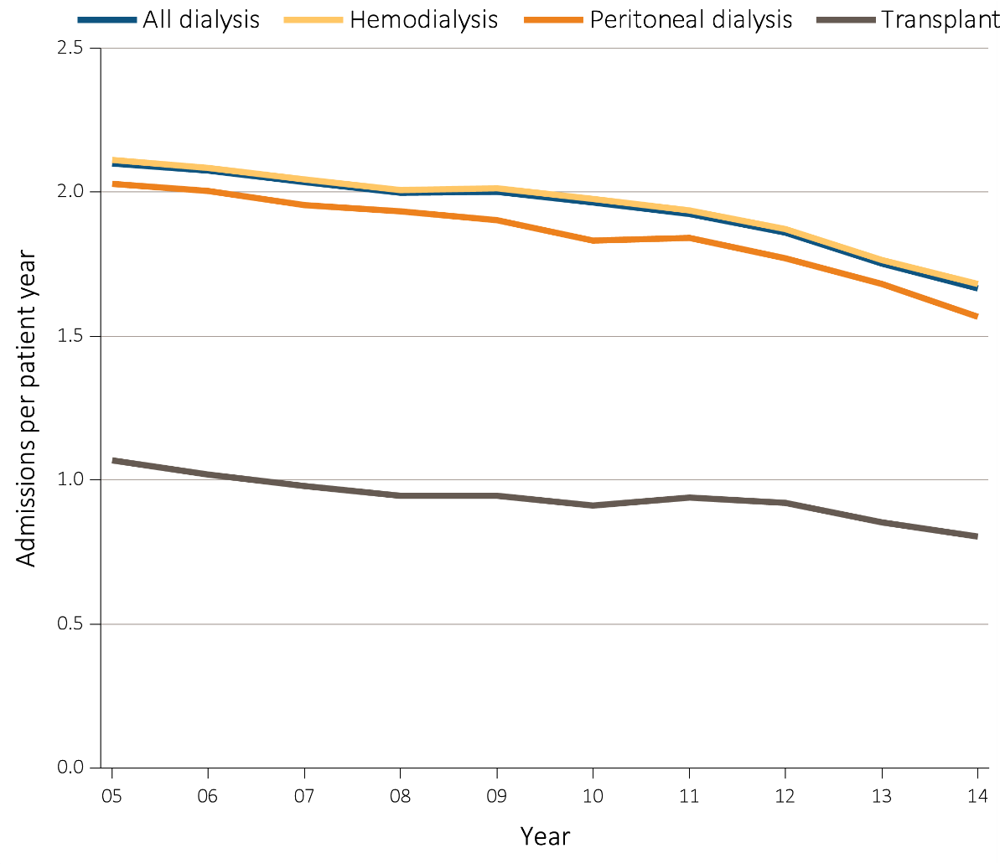 All dialysis Hemodialysis Peritoneal dialysis Transplant
2.5
2.0
1.5
1.0
0.5
0.0
Admissions per patient year
05 06 07 08 09 10 11 12 13 14
Year